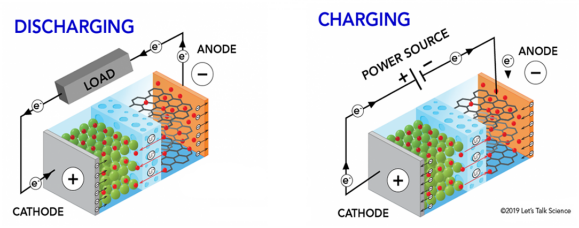 DISCHARGING
e-
e-
ANODE
−
LOAD
e-
e-
+
CATHODE
CHARGING
POWER SOURCE
+ −
e-
e-
ANODE
−
e-
e-
+
CATHODE
©2019 Let's Talk Science